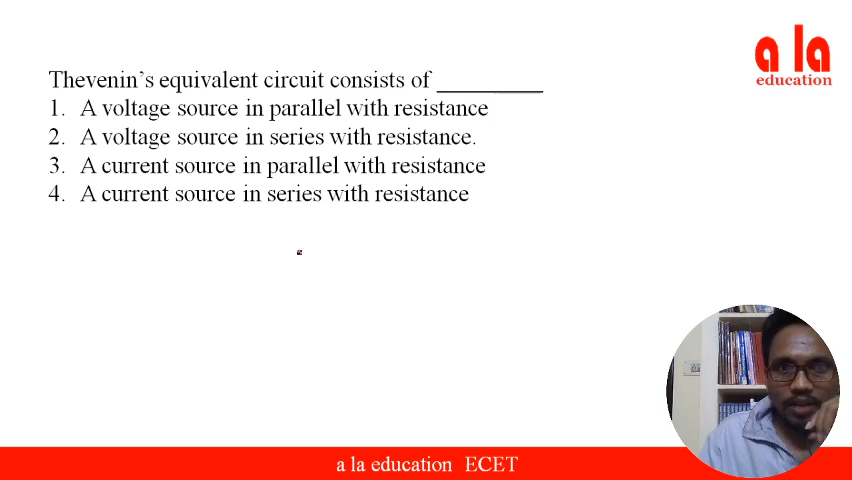 a la
education
Thevenin's equivalent circuit consists of _________
1. A voltage source in parallel with resistance
2. A voltage source in series with resistance.
3. A current source in parallel with resistance
4. A current source in series with resistance
a la education ECET